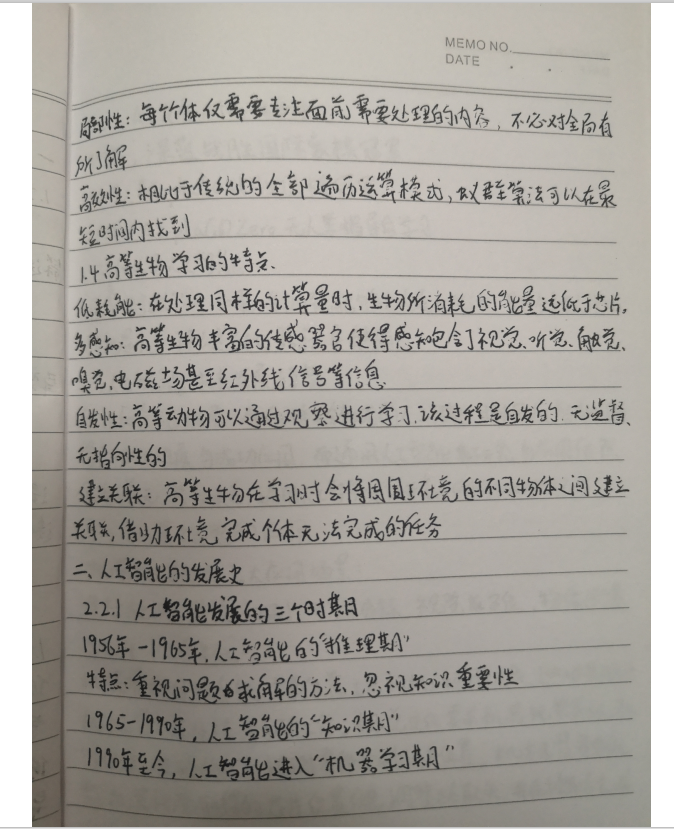 MEMO NO.
DATE . .
局部性：每个体仅需要专注面前需要处理的内容，不必对全局有
所了解
高效性：相比于传统的全部遍历运算模式，蚁群算法可以在最
短时间内找到
1.4 高等生物学习的特点、
低耗能：在处理同样的计算量时，生物所消耗的能量远低于芯片。
多感知：高等生物丰富的传感器官使得感知包含了视觉、听觉、触觉、
嗅觉、电磁场甚至红外线信号等信息
自发性：高等动物可以通过观察进行学习，该过程是自发的、无监督、
无指向性的
建立关联：高等生物在学习时会将周围环境的不同物体之间建立
关联，借助环境完成个体无法完成的任务
二、人工智能的发展史
2.2.1 人工智能发展的三个时期
1956年-1965年，人工智能的“推理期”
特点：重视问题求解的方法，忽视知识重要性
1965-1990年，人工智能的“知识期”
1990年至今，人工智能进入“机器学习期”